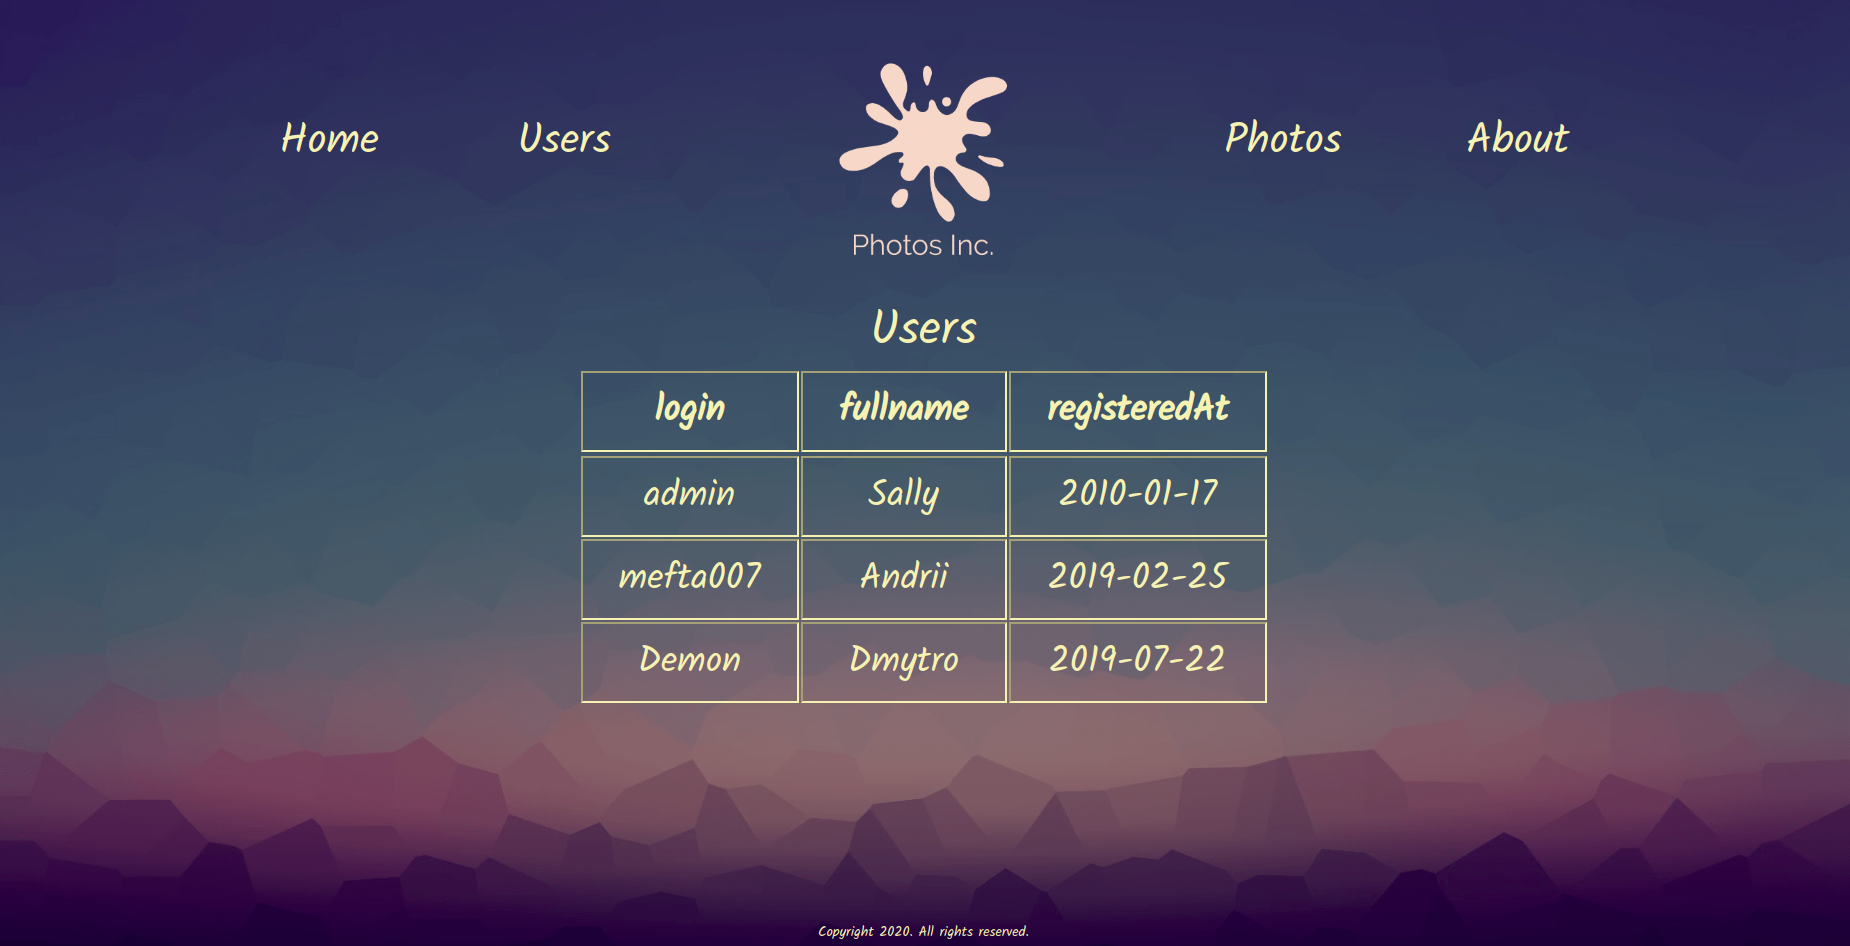 Home Users Photos About
Photos Inc.
Users
login fullname registeredAt
admin Sally 2010-01-17
mefta007 Andrii 2019-02-25
Demon Dmytro 2019-07-22
Copyright 2020. All rights reserved.